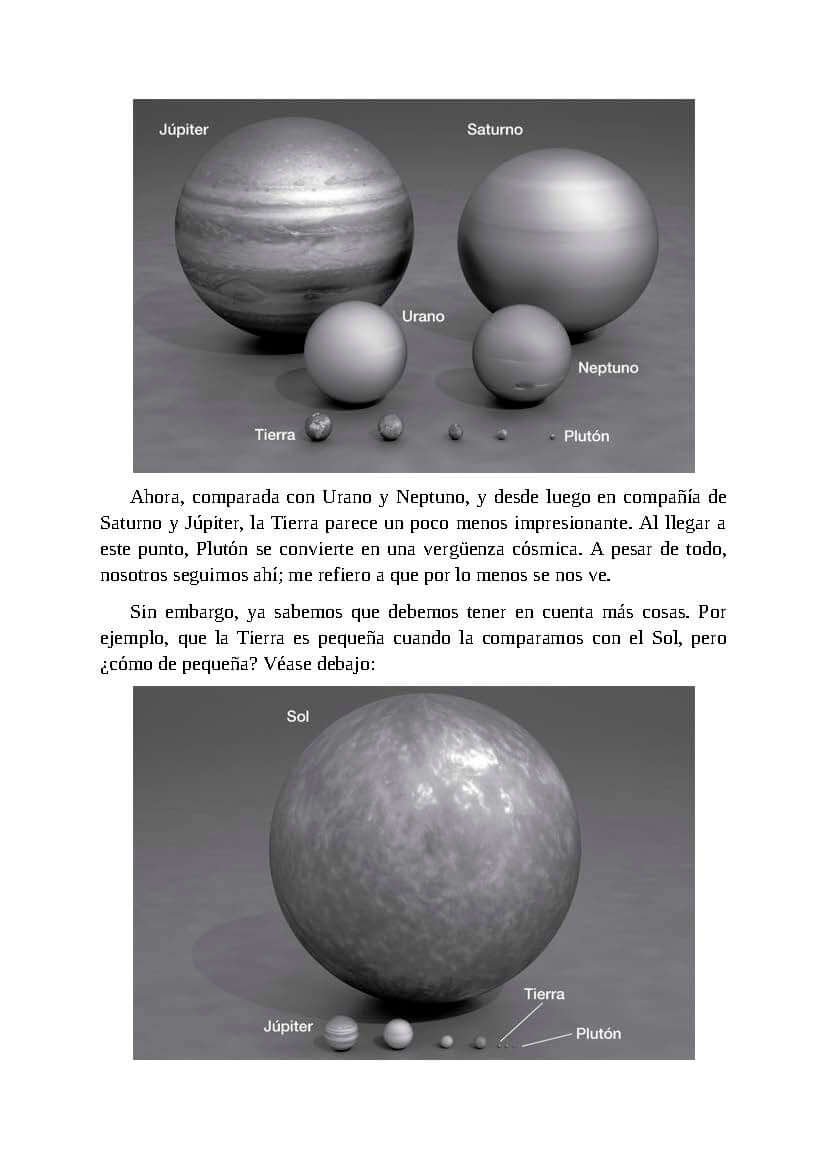 Júpiter
Saturno
Urano
Neptuno
Tierra
Plutón
Ahora, comparada con Urano y Neptuno, y desde luego en compañía de
Saturno y Júpiter, la Tierra parece un poco menos impresionante. Al llegar a
este punto, Plutón se convierte en una vergüenza cósmica. A pesar de todo,
nosotros seguimos ahí; me refiero a que por lo menos se nos ve.
Sin embargo, ya sabemos que debemos tener en cuenta más cosas. Por
ejemplo, que la Tierra es pequeña cuando la comparamos con el Sol, pero
¿cómo de pequeña? Véase debajo:
Sol
Tierra
Júpiter
Plutón